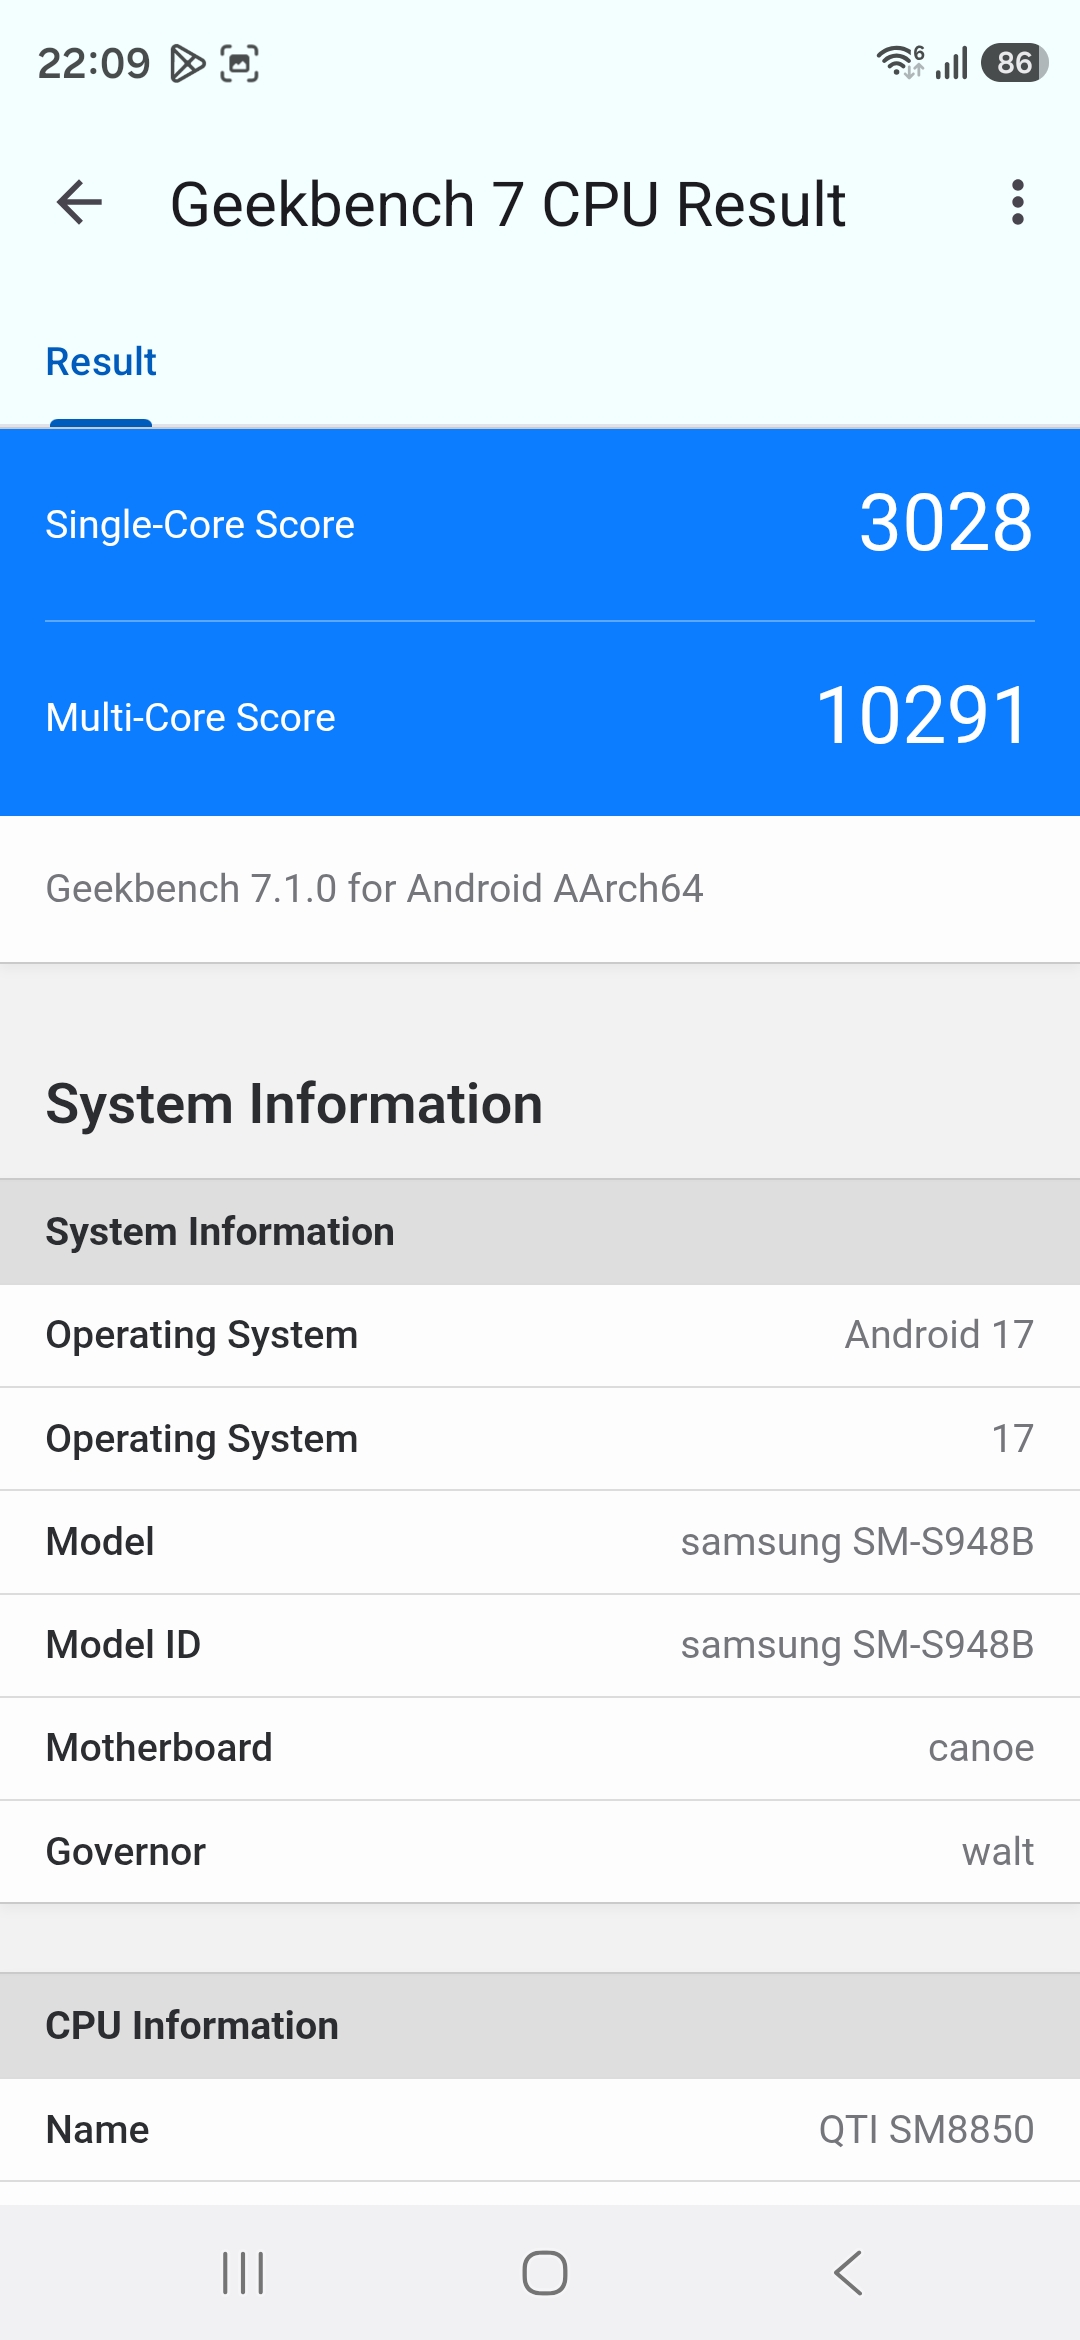 22:09
6
86
Geekbench 7 CPU Result
Result
Single-Core Score 3028
Multi-Core Score 10291
Geekbench 7.1.0 for Android AArch64
System Information
System Information
Operating System Android 17
Operating System 17
Model samsung SM-S948B
Model ID samsung SM-S948B
Motherboard canoe
Governor walt
CPU Information
Name QTI SM8850